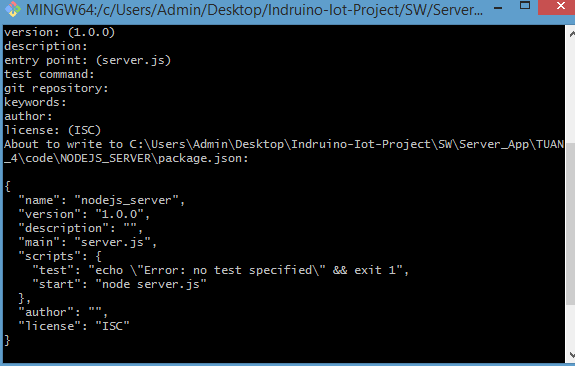 MINGW64:/c/Users/Admin/Desktop/Indruino-Iot-Project/SW/Server...
version: (1.0.0)
description:
entry point: (server.js)
test command:
git repository:
keywords:
author:
license: (ISC)
About to write to C:\Users\Admin\Desktop\Indruino-Iot-Project\SW\Server_App\TUAN
_4\code\NODEJS_SERVER\package.json:
{
  "name": "nodejs_server",
  "version": "1.0.0",
  "description": "",
  "main": "server.js",
  "scripts": {
    "test": "echo \"Error: no test specified\" && exit 1",
    "start": "node server.js"
  },
  "author": "",
  "license": "ISC"
}